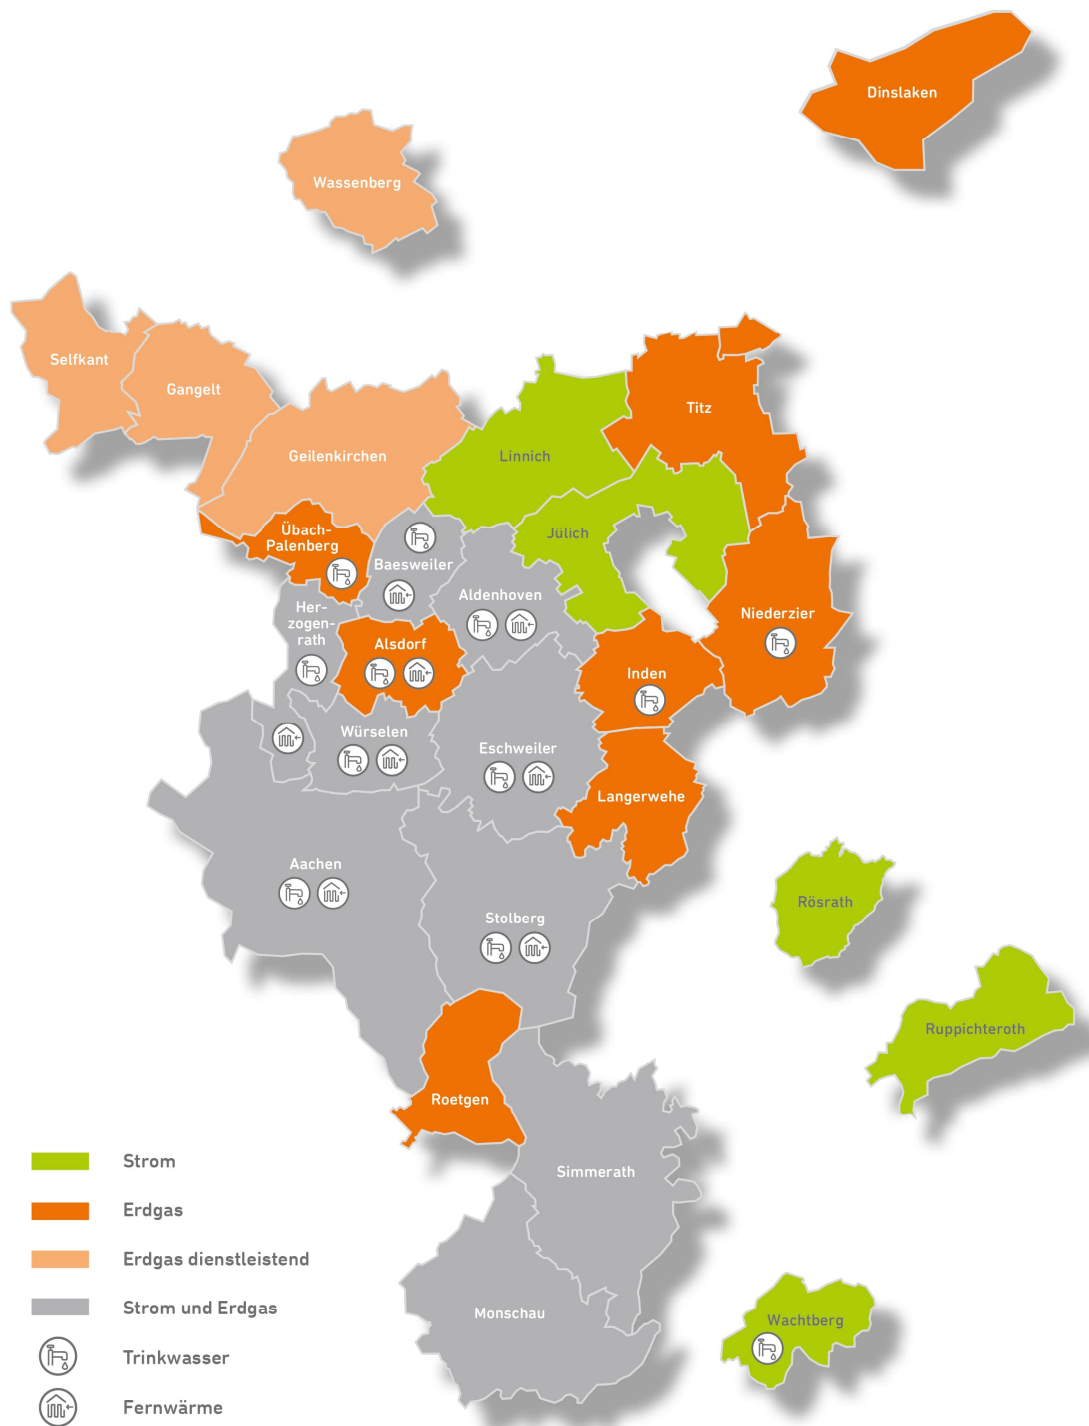 Dinslaken
Wassenberg
Selfkant
Gangelt
Titz
Geilenkirchen
Linnich
Übach-
Palenberg
Jülich
Baesweiler
Aldenhoven
Her-
zogen-
rath
Alsdorf
Niederzier
Inden
Würselen
Eschweiler
Langerwehe
Aachen
Stolberg
Rösrath
Ruppichteroth
Roetgen
Simmerath
Monschau
Wachtberg
Strom
Erdgas
Erdgas dienstleistend
Strom und Erdgas
Trinkwasser
Fernwärme